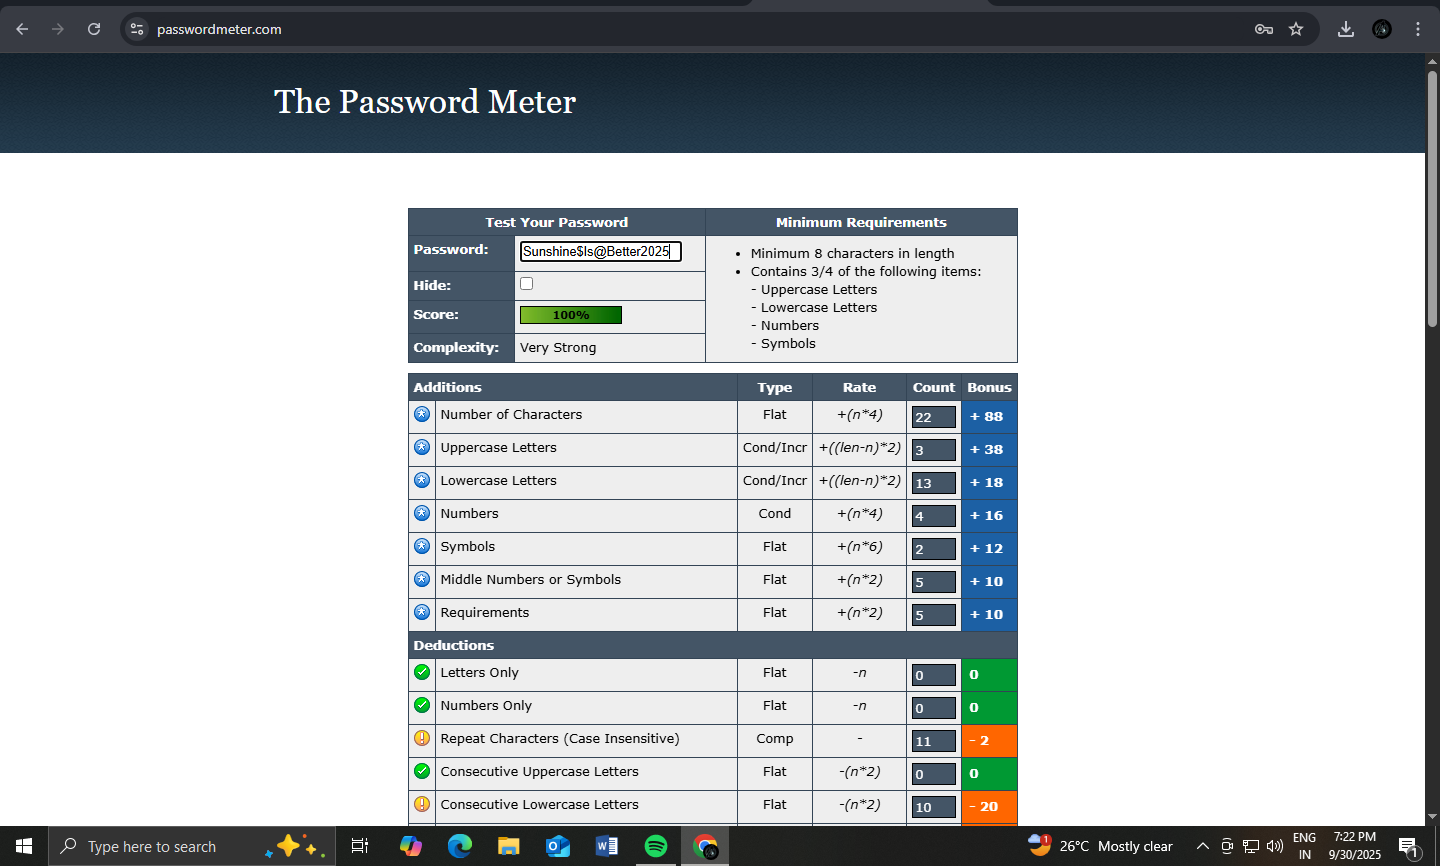 passwordmeter.com
The Password Meter
Test Your Password Minimum Requirements
Password: Sunshine$Is@Better2025
Hide:
Score: 100%
Complexity: Very Strong
• Minimum 8 characters in length
• Contains 3/4 of the following items:
- Uppercase Letters
- Lowercase Letters
- Numbers
- Symbols
Additions Type Rate Count Bonus
Number of Characters Flat +(n*4) 22 + 88
Uppercase Letters Cond/Incr +((len-n)*2) 3 + 38
Lowercase Letters Cond/Incr +((len-n)*2) 13 + 18
Numbers Cond +(n*4) 4 + 16
Symbols Flat +(n*6) 2 + 12
Middle Numbers or Symbols Flat +(n*2) 5 + 10
Requirements Flat +(n*2) 5 + 10
Deductions
Letters Only Flat -n 0 0
Numbers Only Flat -n 0 0
Repeat Characters (Case Insensitive) Comp - 11 - 2
Consecutive Uppercase Letters Flat -(n*2) 0 0
Consecutive Lowercase Letters Flat -(n*2) 10 - 20
Type here to search
1
26°C Mostly clear
ENG
IN
7:22 PM
9/30/2025
1